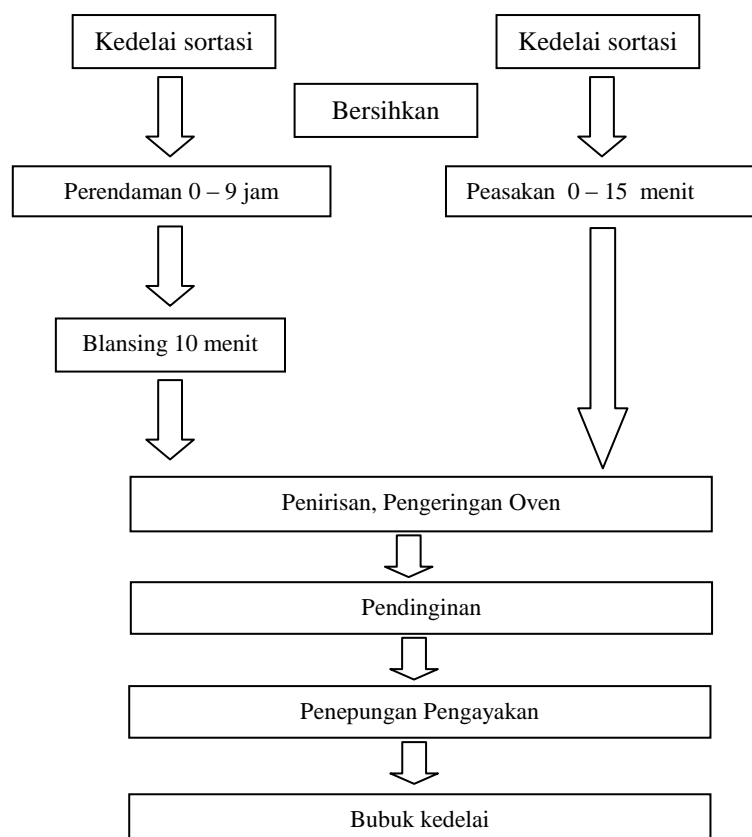 Kedelai sortasi
Kedelai sortasi
Bersihkan
Perendaman 0 – 9 jam
Peasakan 0 – 15 menit
Blansing 10 menit
Penirisan, Pengeringan Oven
Pendinginan
Penepungan Pengayakan
Bubuk kedelai